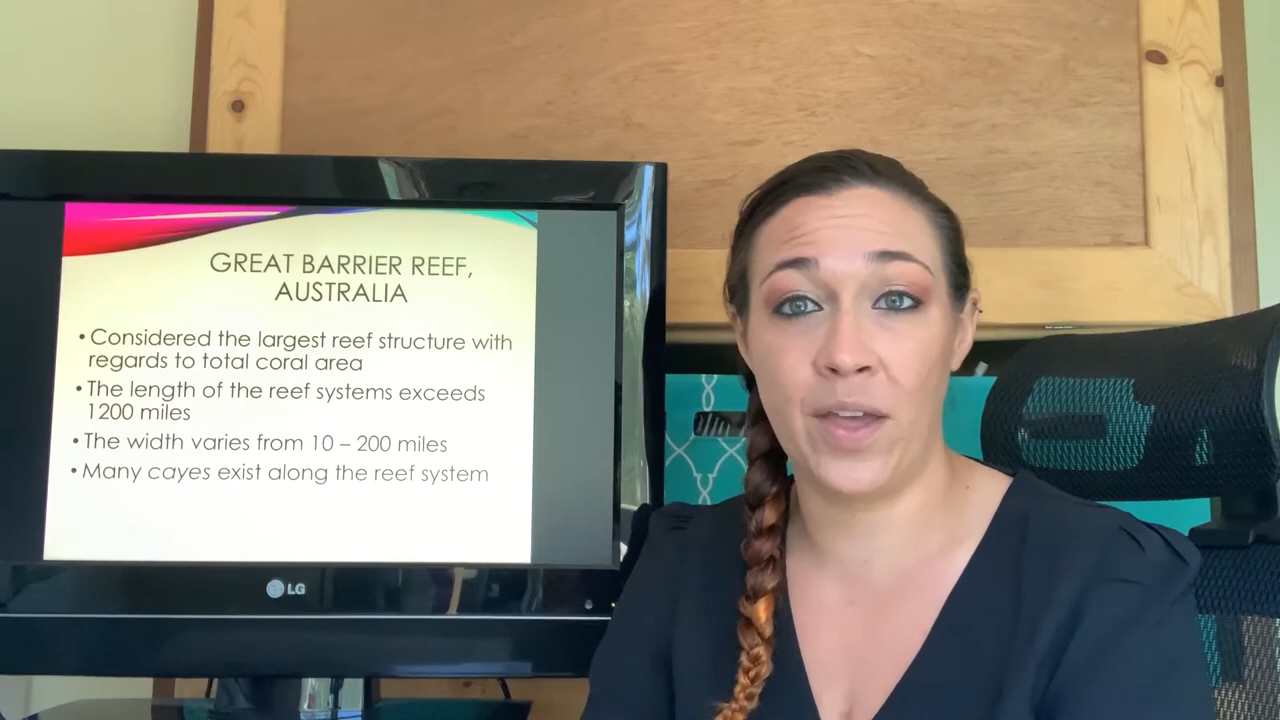 GREAT BARRIER REEF,
AUSTRALIA
• Considered the largest reef structure with
regards to total coral area
• The length of the reef systems exceeds
1200 miles
• The width varies from 10 – 200 miles
• Many cayes exist along the reef system
LG